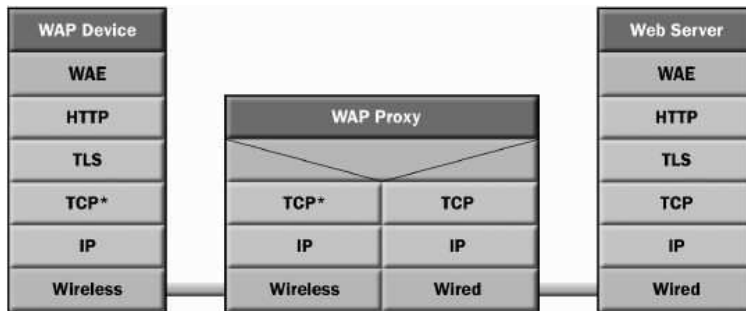 WAP Device
WAE
HTTP
TLS
TCP*
IP
Wireless
WAP Proxy
TCP* TCP
IP IP
Wireless Wired
Web Server
WAE
HTTP
TLS
TCP
IP
Wired